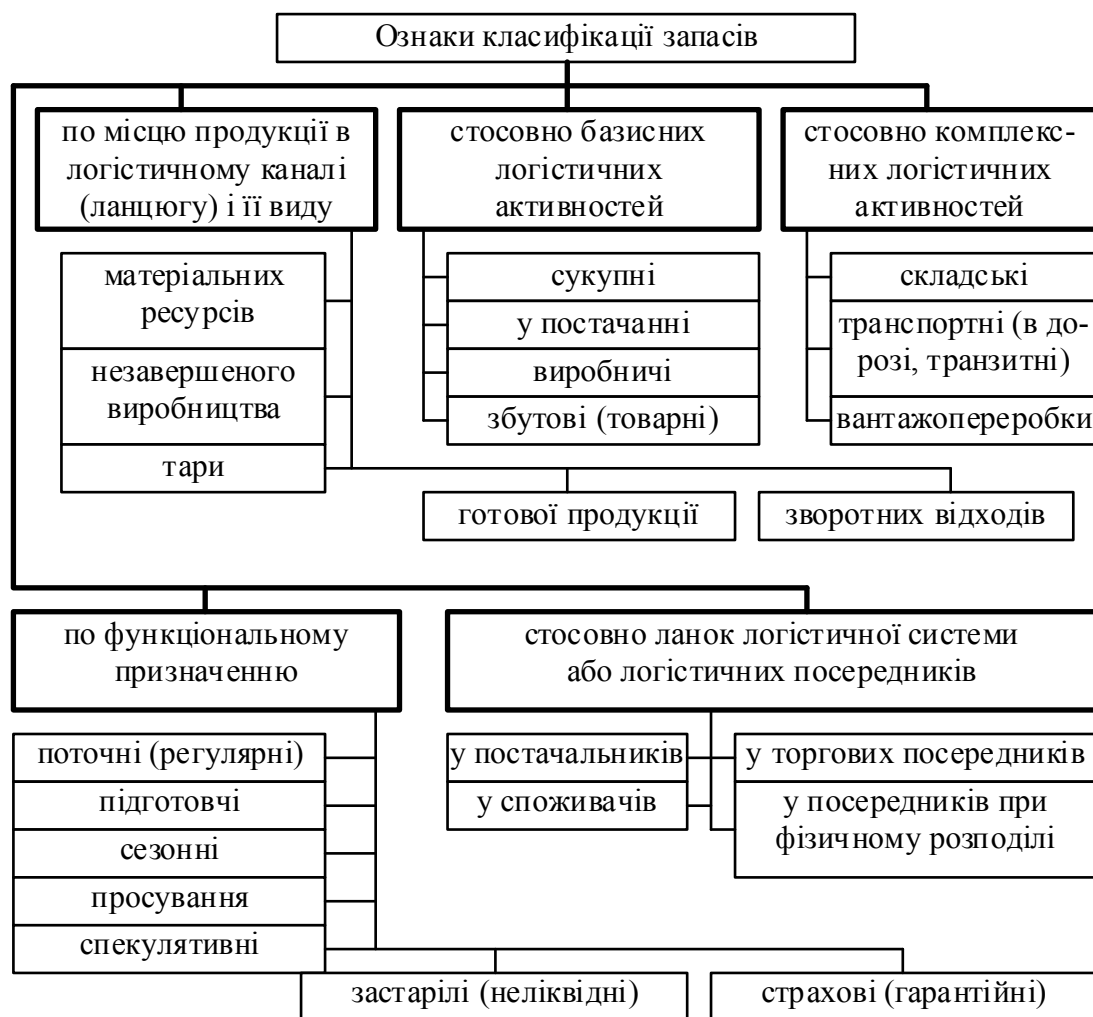 Ознаки класифікації запасів
по місцю продукції в
логістичному каналі
(ланцюгу) і її виду
стосовно базисних
логістичних
активностей
стосовно комплекс-
них логістичних
активностей
матеріальних
ресурсів
незавершеного
виробництва
тари
сукупні
у постачанні
виробничі
збутові (товарні)
складські
транспортні (в до-
розі, транзитні)
вантажопереробки
готової продукції
зворотних відходів
по функціональному
призначенню
стосовно ланок логістичної системи
або логістичних посередників
поточні (регулярні)
підготовчі
сезонні
просування
спекулятивні
у постачальників
у споживачів
у торгових посередників
у посередників при
фізичному розподілі
застарілі (неліквідні)
страхові (гарантійні)